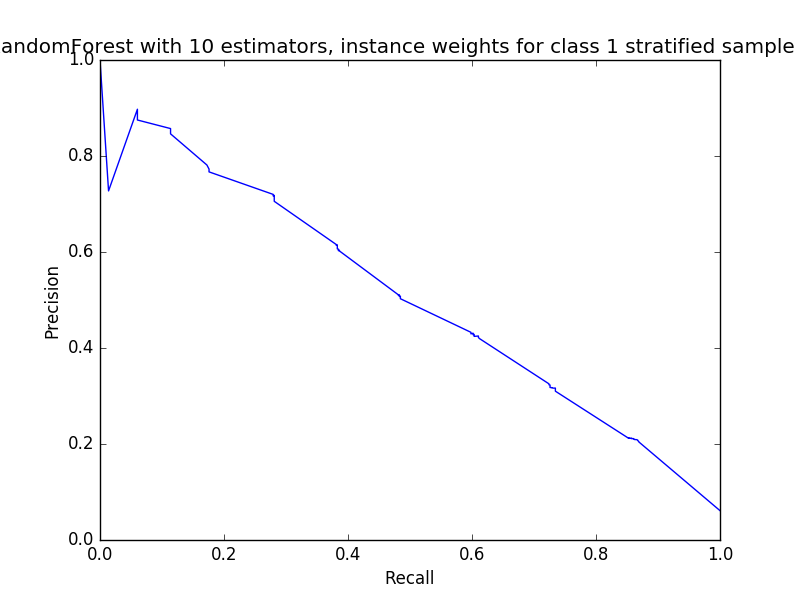 andomForest with 10 estimators, instance weights for class 1 stratified sample
1.0
0.8
0.6
0.4
0.2
0.0
Precision
0.0 0.2 0.4 0.6 0.8 1.0
Recall